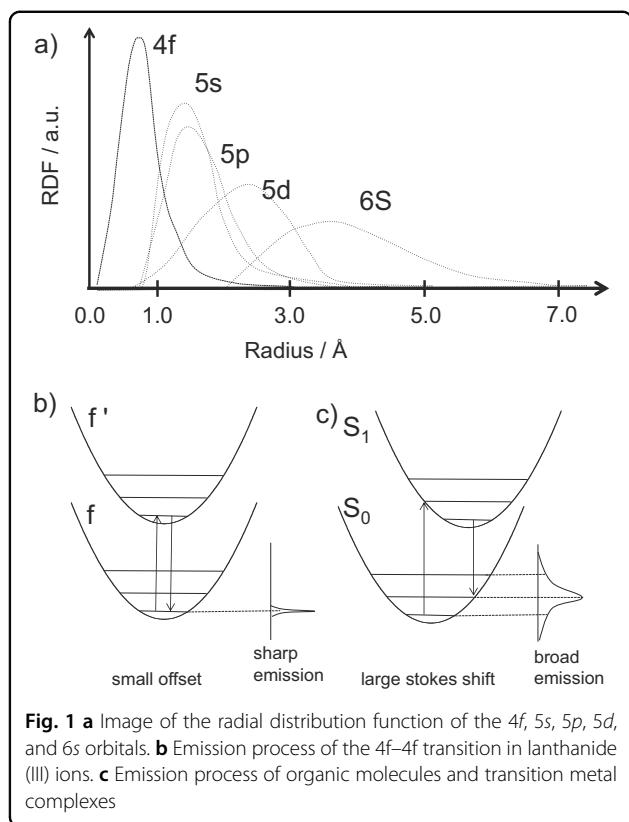 a)
4f
5s
5p
5d
6S
RDF / a.u.
0.0 1.0 3.0 5.0 7.0
Radius / Å
b)
f '
f
small offset
sharp
emission
c)
S₁
S₀
large stokes shift
broad
emission
Fig. 1 a Image of the radial distribution function of the 4f, 5s, 5p, 5d,
and 6s orbitals. b Emission process of the 4f–4f transition in lanthanide
(III) ions. c Emission process of organic molecules and transition metal
complexes